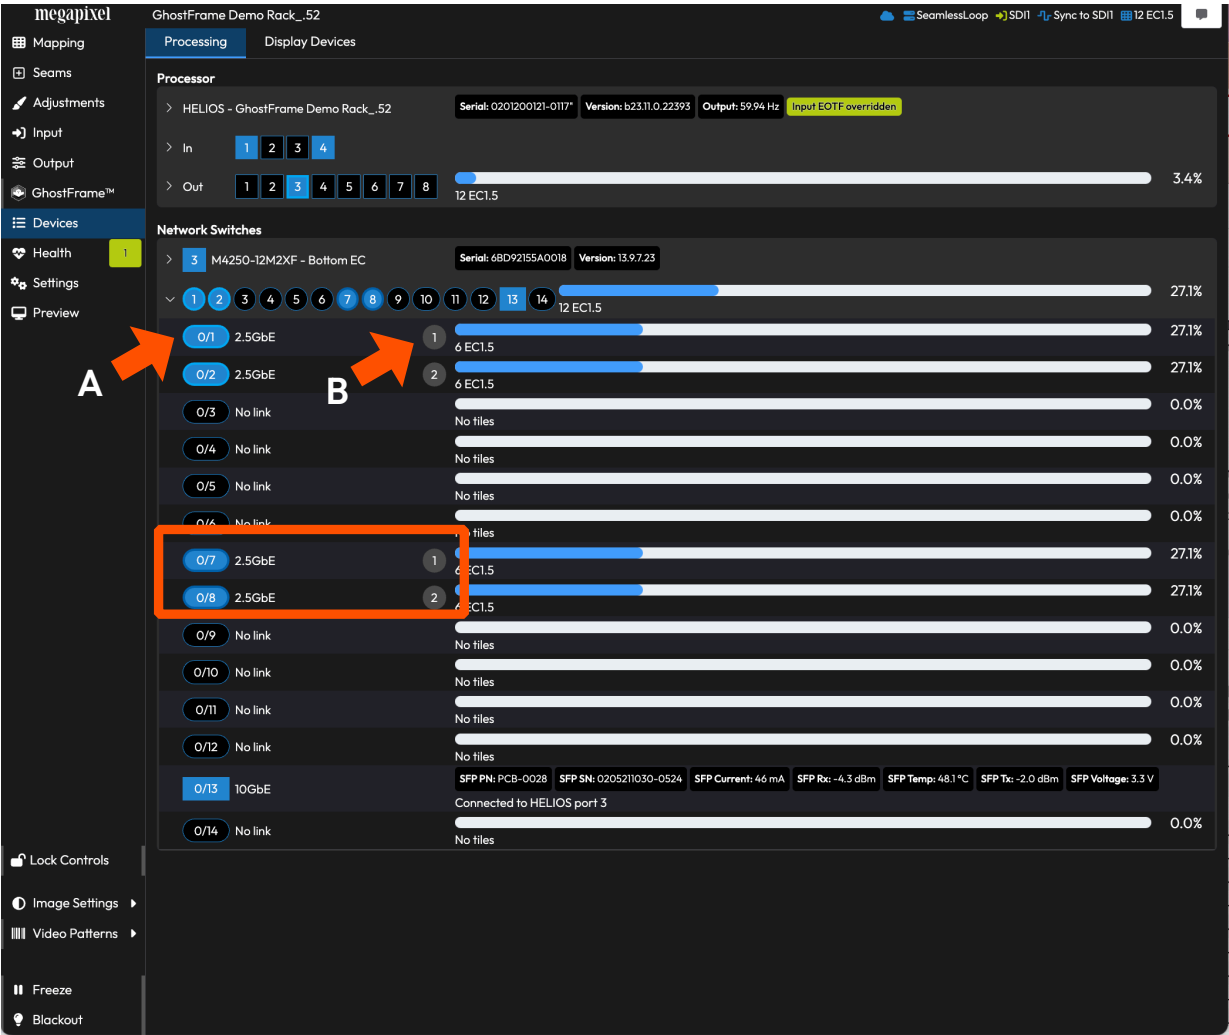 megapixel
GhostFrame Demo Rack_.52
SeamlessLoop SDI1 Sync to SDI1 12 EC1.5
Mapping
Seams
Adjustments
Input
Output
GhostFrame™
Devices
Health 1
Settings
Preview
Lock Controls
Image Settings
Video Patterns
Freeze
Blackout
Processing Display Devices
Processor
HELIOS - GhostFrame Demo Rack_.52 Serial: 0201200121-0117* Version: b23.11.0.22393 Output: 59.94 Hz Input EOTF overridden
In 1 2 3 4
Out 1 2 3 4 5 6 7 8 3.4%
12 EC1.5
Network Switches
3 M4250-12M2XF - Bottom EC Serial: 6BD92155A0018 Version: 13.9.7.23
1 2 3 4 5 6 7 8 9 10 11 12 13 14 27.1%
12 EC1.5
0/1 2.5GbE 1 27.1%
6 EC1.5
A
B
0/2 2.5GbE 2 27.1%
6 EC1.5
0/3 No link 0.0%
No tiles
0/4 No link 0.0%
No tiles
0/5 No link 0.0%
No tiles
0/6 No link 0.0%
No tiles
0/7 2.5GbE 1 27.1%
6 EC1.5
0/8 2.5GbE 2 27.1%
6 EC1.5
0/9 No link 0.0%
No tiles
0/10 No link 0.0%
No tiles
0/11 No link 0.0%
No tiles
0/12 No link 0.0%
No tiles
0/13 10GbE SFP PN: PCB-0028 SFP SN: 0205211030-0524 SFP Current: 46 mA SFP Rx: -4.3 dBm SFP Temp: 48.1 °C SFP Tx: -2.0 dBm SFP Voltage: 3.3 V
Connected to HELIOS port 3
0/14 No link 0.0%
No tiles